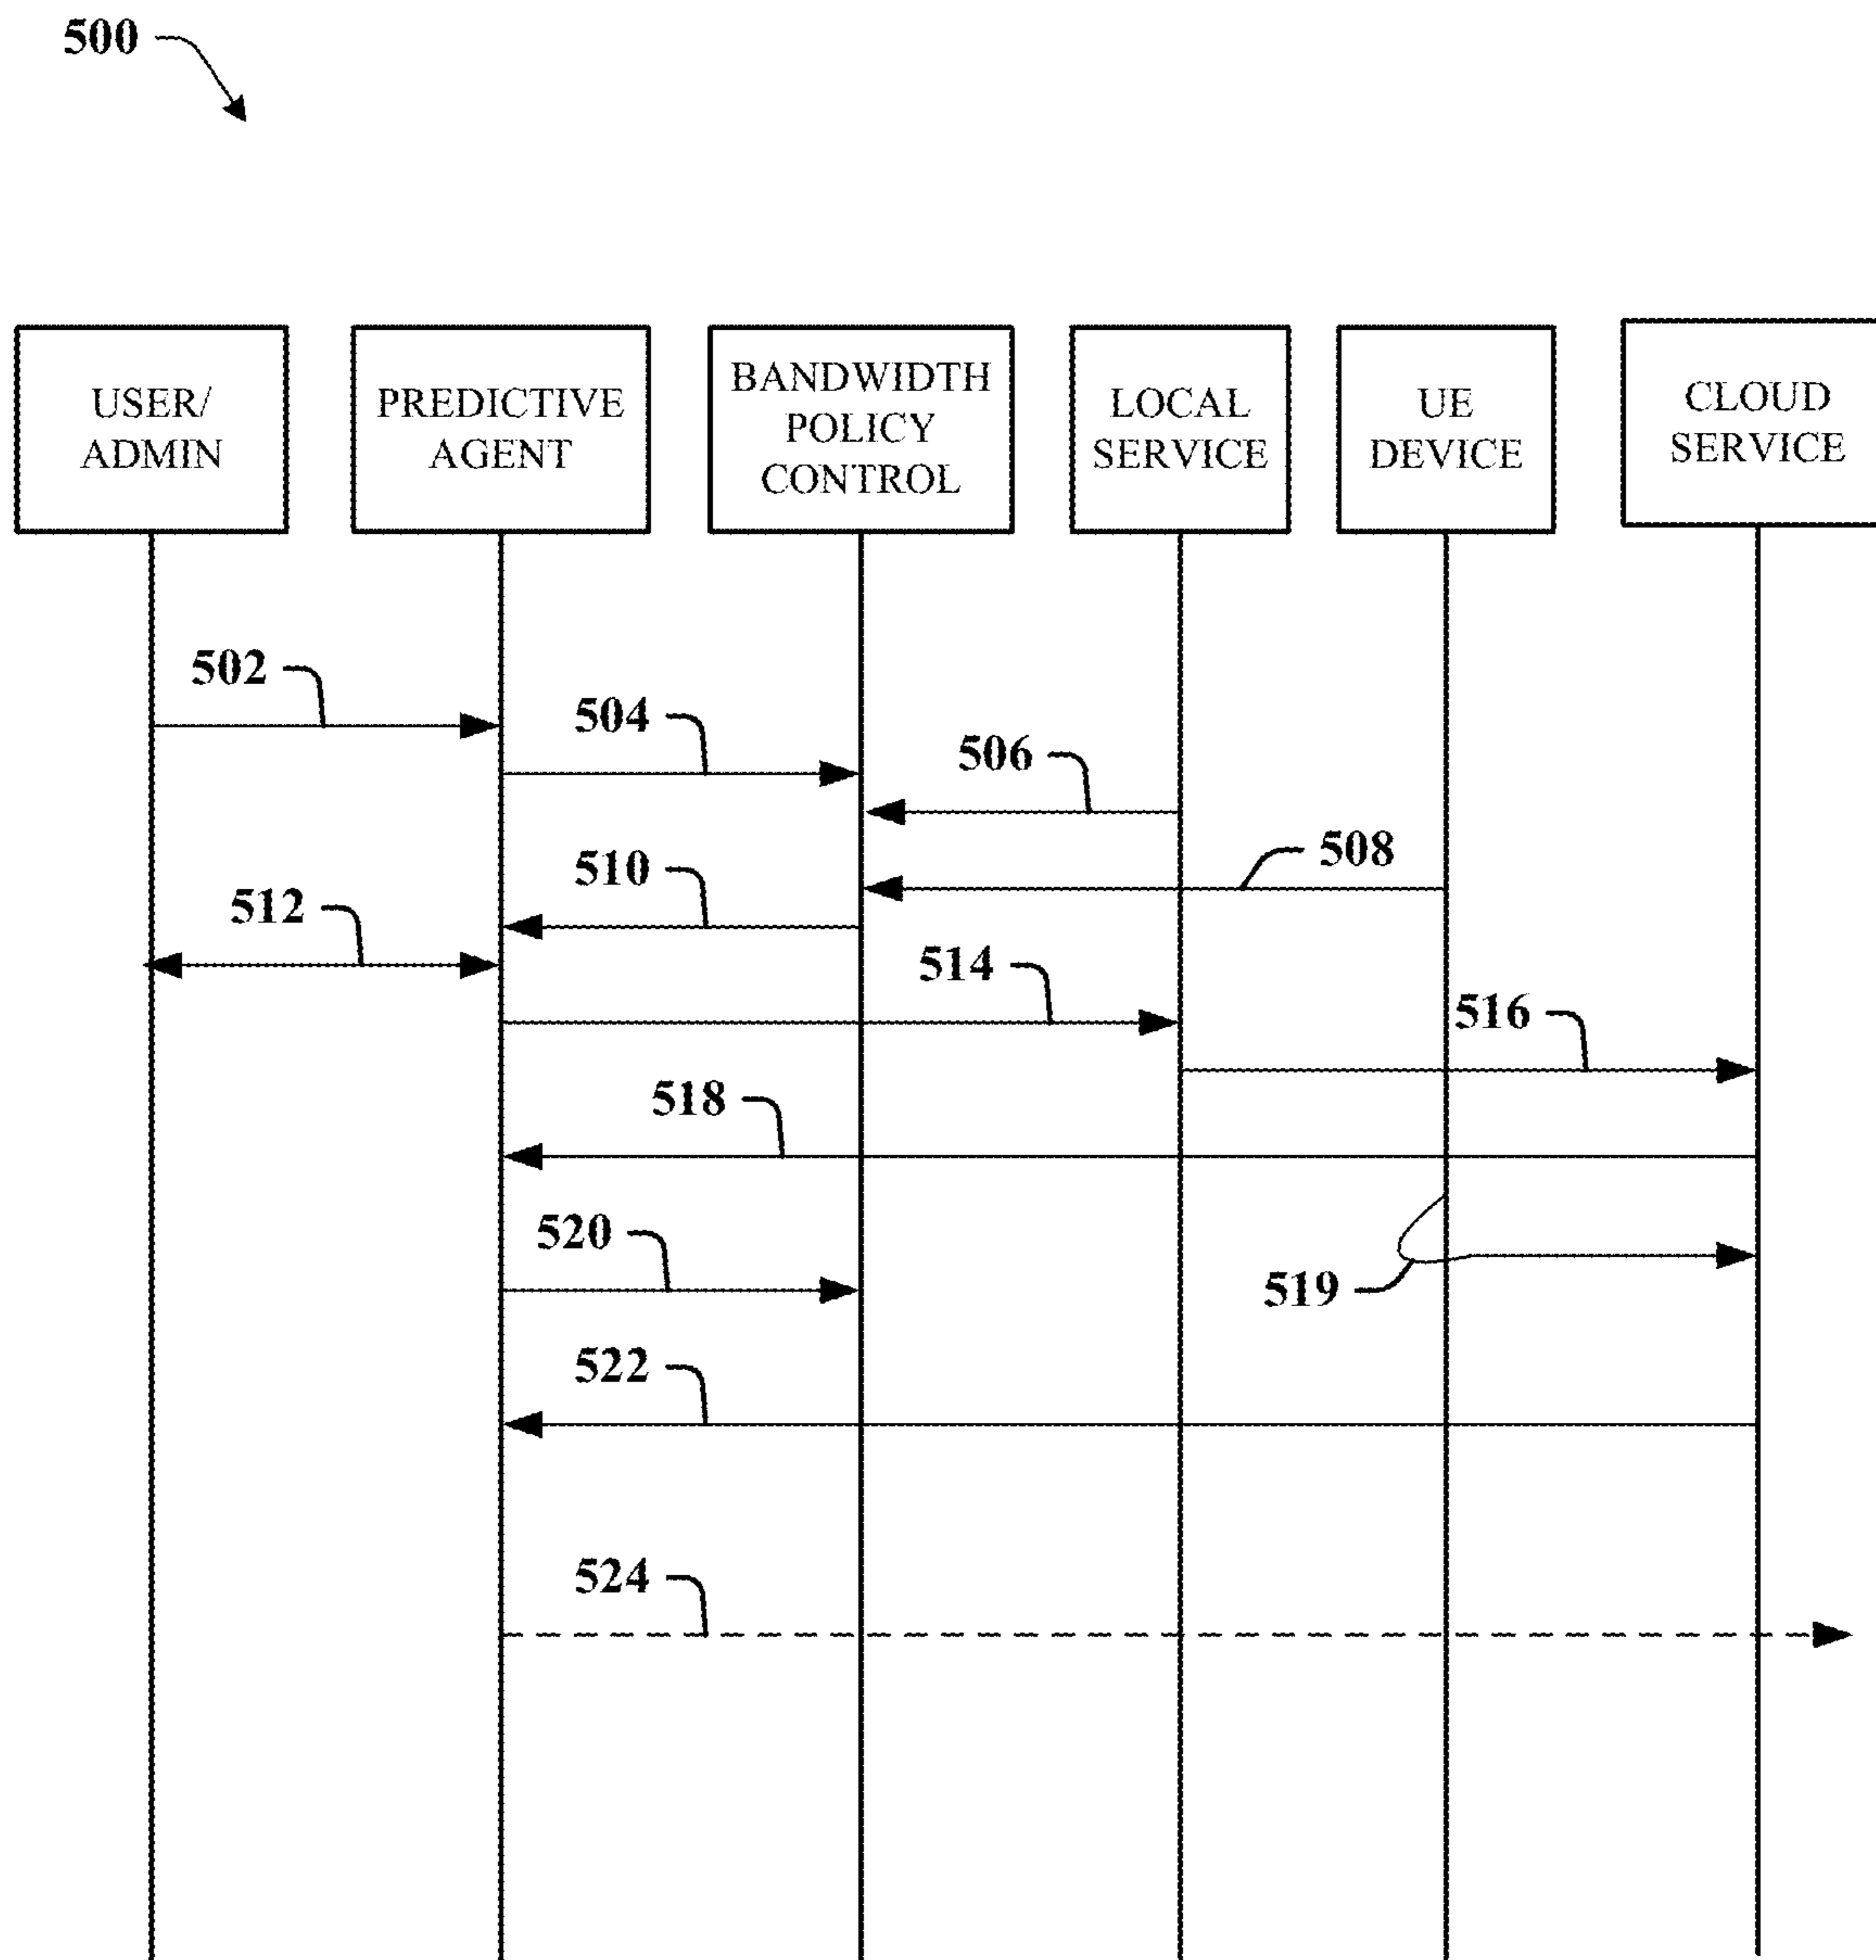 500
USER/
ADMIN
PREDICTIVE
AGENT
BANDWIDTH
POLICY
CONTROL
LOCAL
SERVICE
UE
DEVICE
CLOUD
SERVICE
502
504
506
508
510
512
514
516
518
520
519
522
524